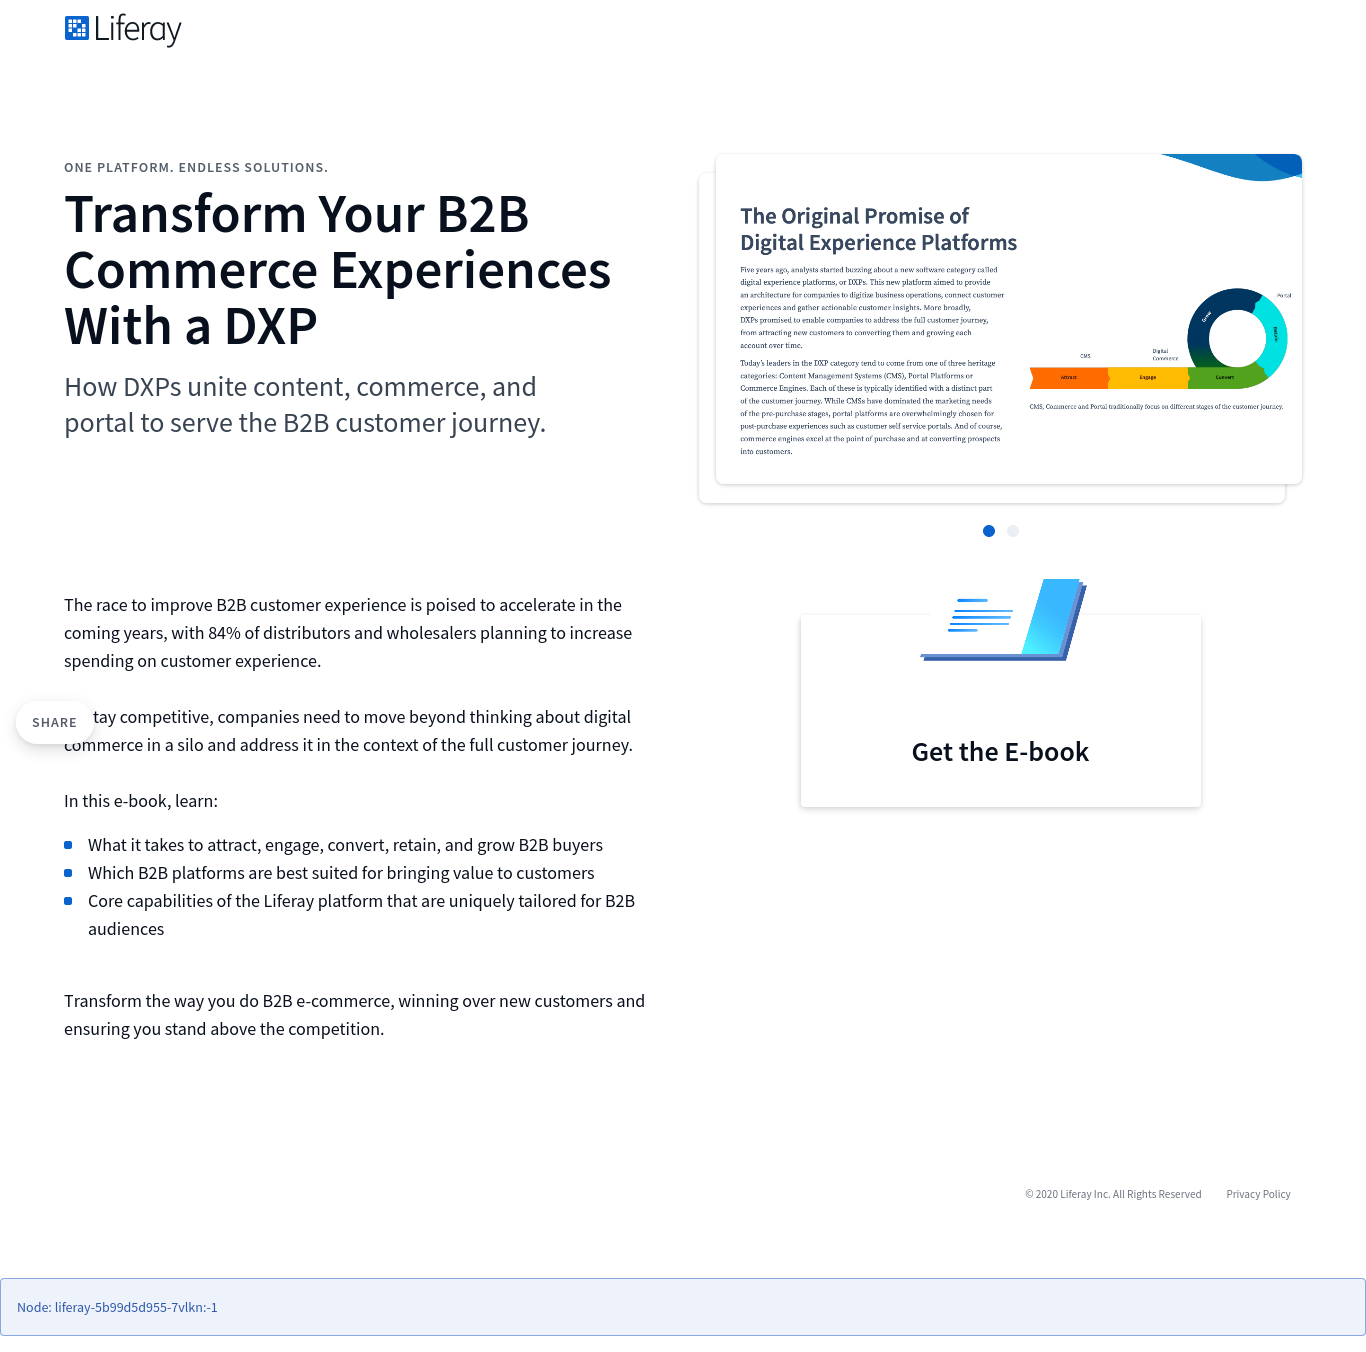 Liferay
ONE PLATFORM. ENDLESS SOLUTIONS.
Transform Your B2B
Commerce Experiences
With a DXP
How DXPs unite content, commerce, and
portal to serve the B2B customer journey.
The Original Promise of
Digital Experience Platforms
Five years ago, analysts started buzzing about a new software category called
digital experience platforms, or DXPs. This new platform aimed to provide
an architecture for companies to digitize business operations, connect customer
experiences and gather actionable customer insights. More broadly,
DXPs promised to enable companies to address the full customer journey,
from attracting new customers to converting them and growing each
account over time.
Today's leaders in the DXP category tend to come from one of three heritage
categories: Content Management Systems (CMS), Portal Platforms or
Commerce Engines. Each of these is typically identified with a distinct part
of the customer journey. While CMSs have dominated the marketing needs
of the pre-purchase stages, portal platforms are overwhelmingly chosen for
post-purchase experiences such as customer self service portals. And of course,
commerce engines excel at the point of purchase and at converting prospects
into customers.
Portal
Grow
Retain
CMS
Digital
Commerce
Attract
Engage
Convert
CMS, Commerce and Portal traditionally focus on different stages of the customer journey.
The race to improve B2B customer experience is poised to accelerate in the
coming years, with 84% of distributors and wholesalers planning to increase
spending on customer experience.
SHARE
tay competitive, companies need to move beyond thinking about digital
commerce in a silo and address it in the context of the full customer journey.
In this e-book, learn:
What it takes to attract, engage, convert, retain, and grow B2B buyers
Which B2B platforms are best suited for bringing value to customers
Core capabilities of the Liferay platform that are uniquely tailored for B2B
audiences
Transform the way you do B2B e-commerce, winning over new customers and
ensuring you stand above the competition.
Get the E-book
© 2020 Liferay Inc. All Rights Reserved
Privacy Policy
Node: liferay-5b99d5d955-7vlkn:-1